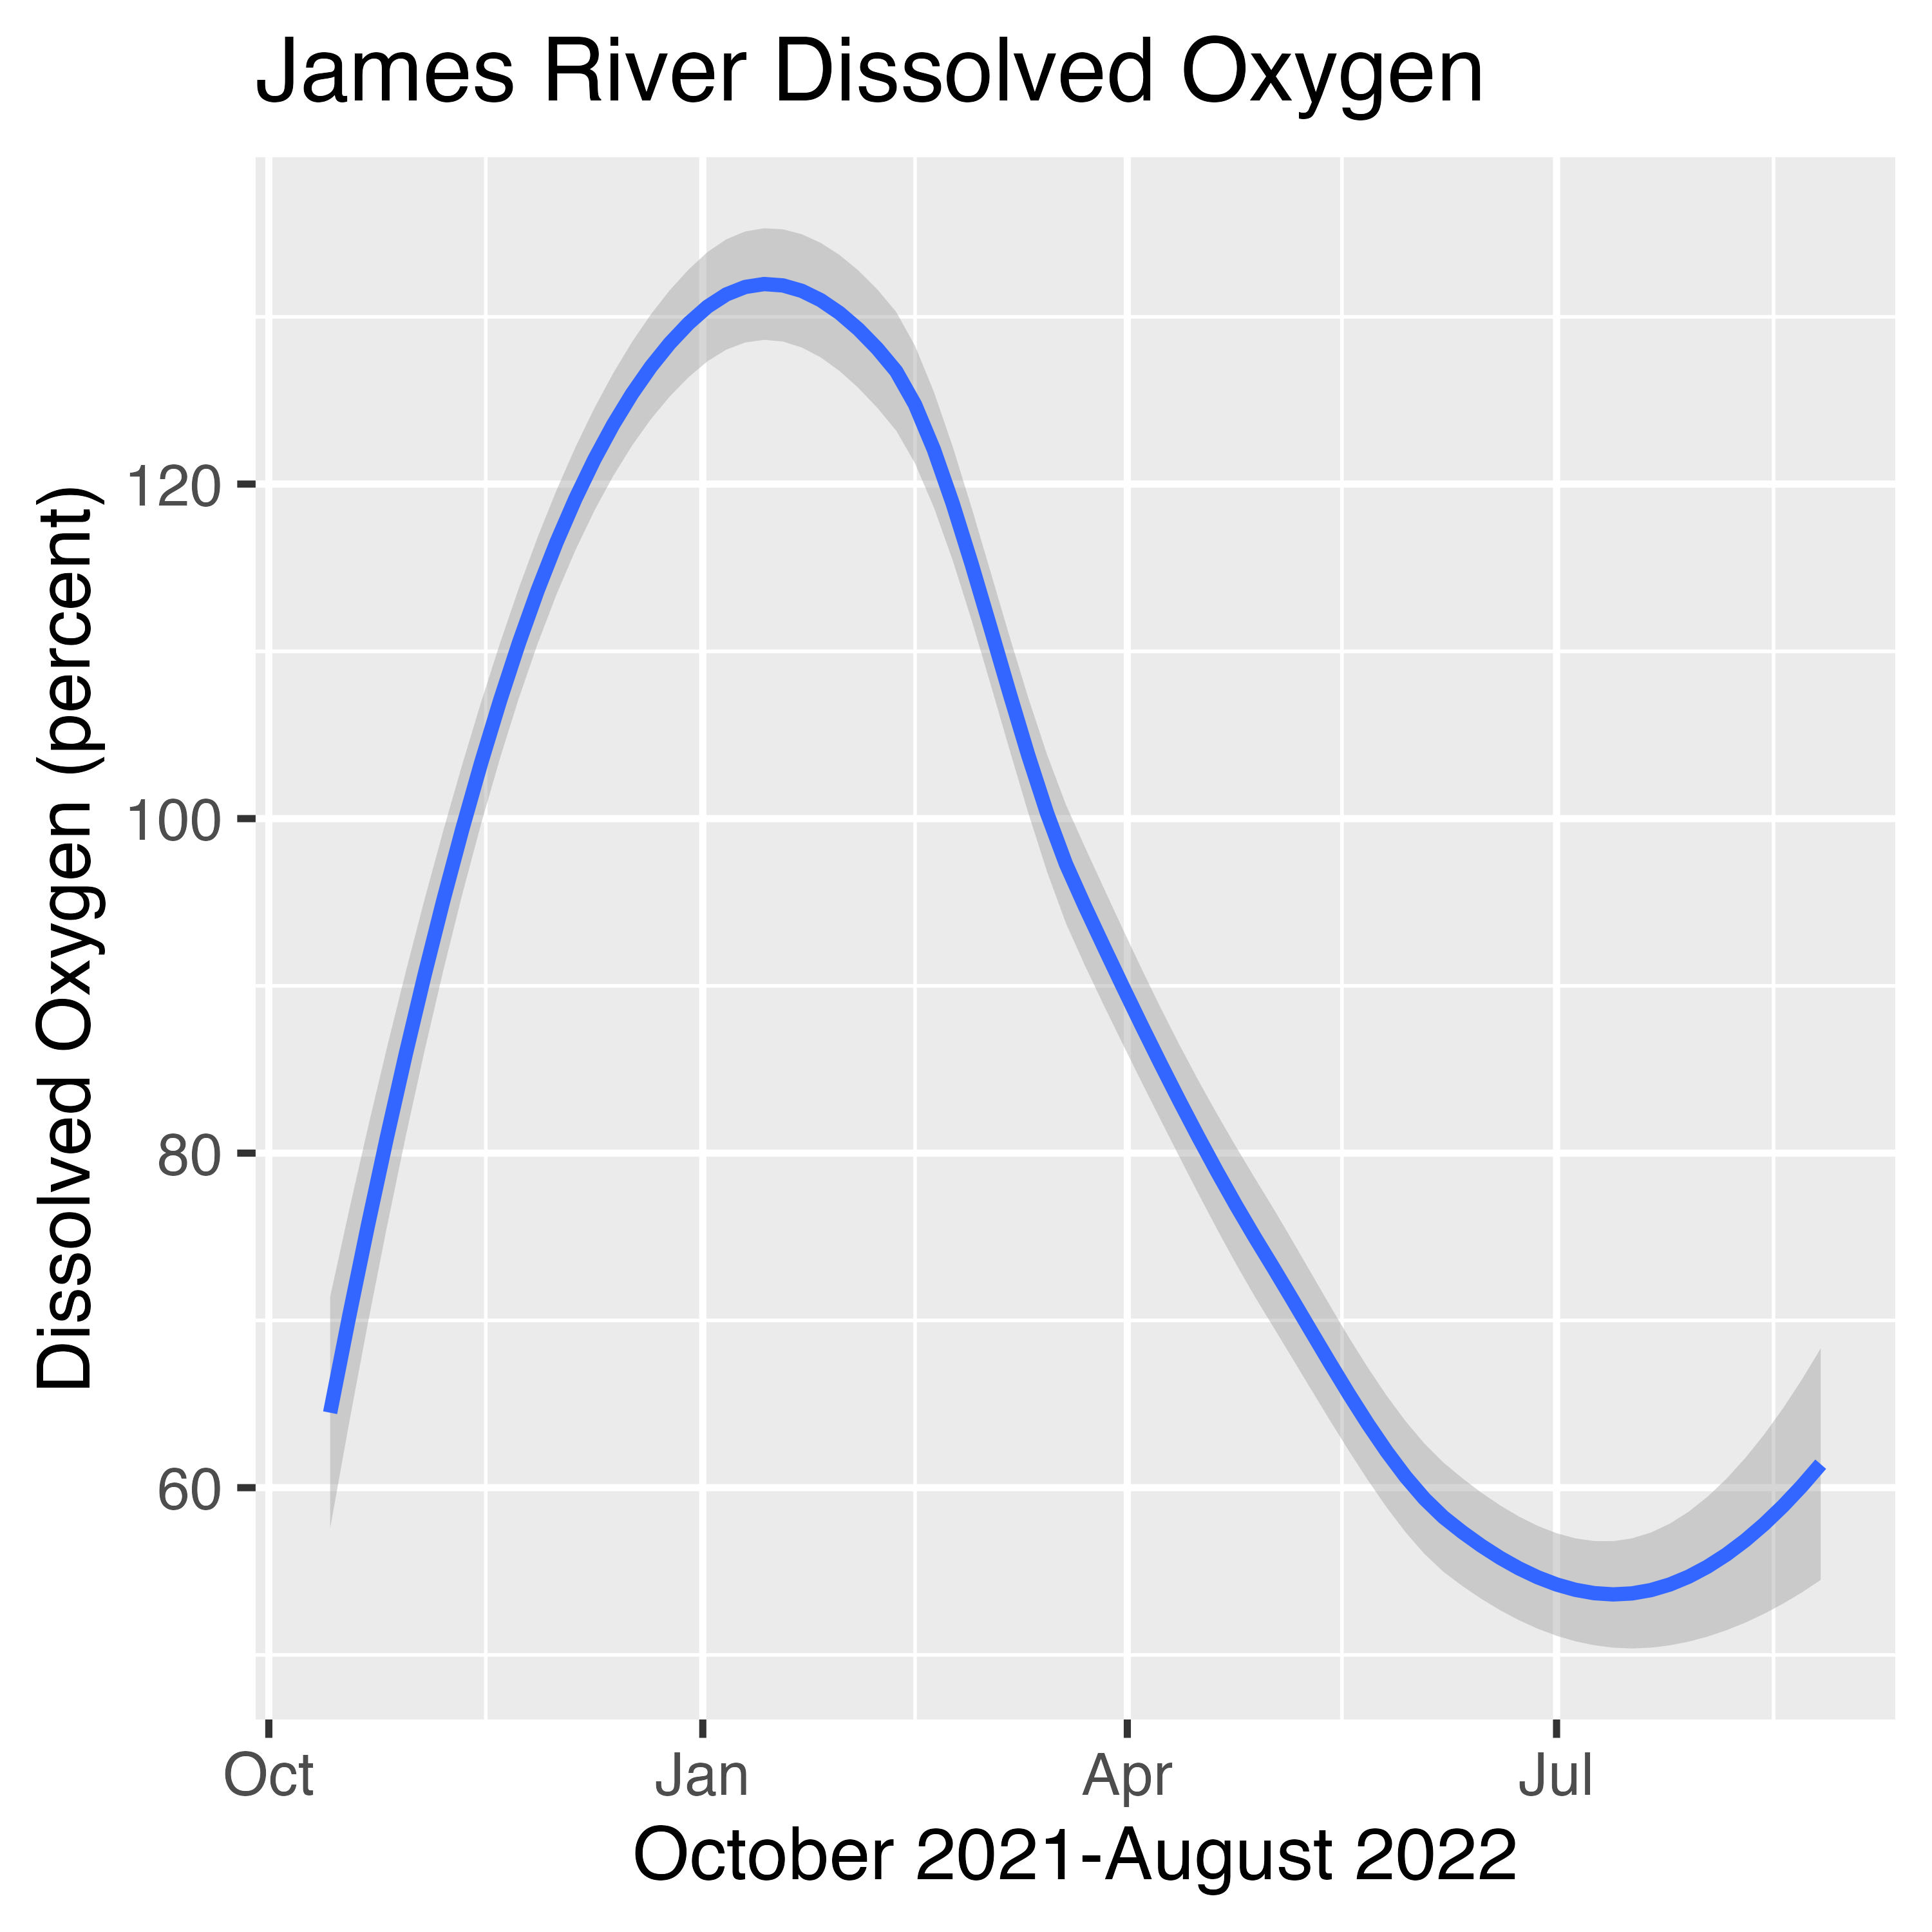 James River Dissolved Oxygen
Dissolved Oxygen (percent)
120
100
80
60
Oct Jan Apr Jul
October 2021-August 2022